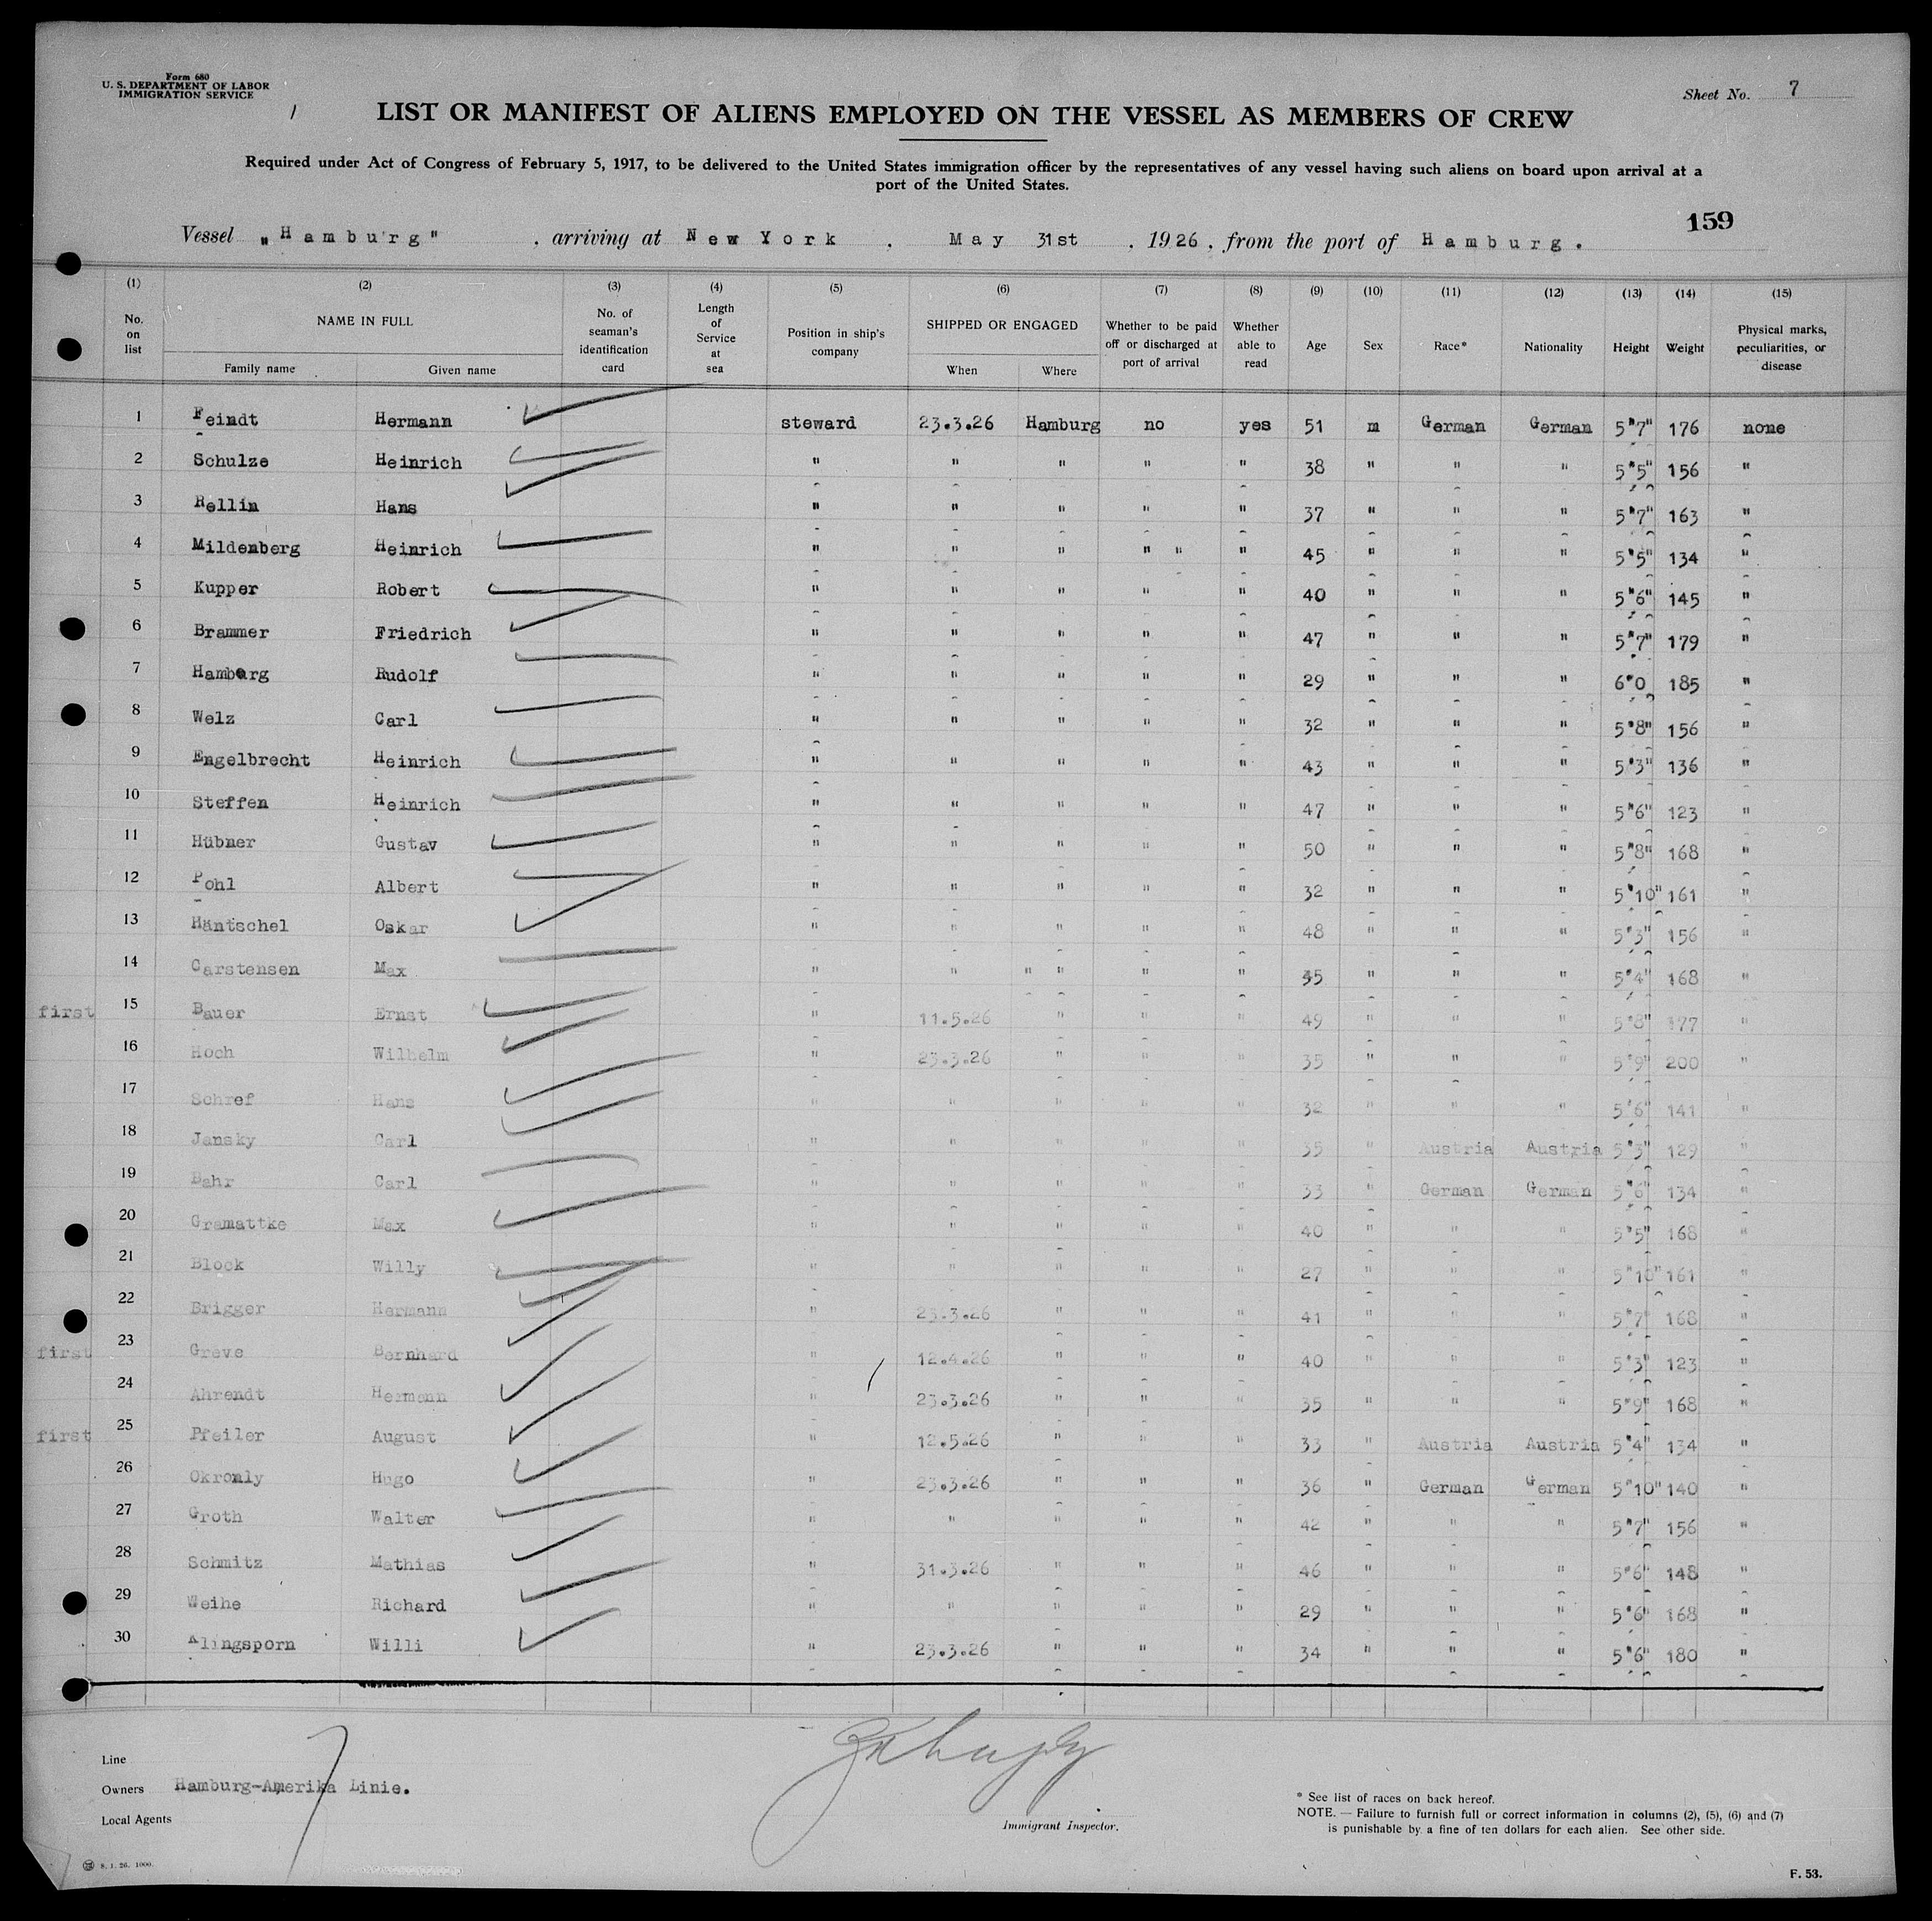 Form 680
U. S. DEPARTMENT OF LABOR
IMMIGRATION SERVICE
Sheet No. 7
LIST OR MANIFEST OF ALIENS EMPLOYED ON THE VESSEL AS MEMBERS OF CREW
Required under Act of Congress of February 5, 1917, to be delivered to the United States immigration officer by the representatives of any vessel having such aliens on board upon arrival at a
port of the United States.
159
Vessel "Hamburg", arriving at New York, May 31st, 1926, from the port of Hamburg.
(1) (2) (3) (4) (5) (6) (7) (8) (9) (10) (11) (12) (13) (14) (15)
No. on list NAME IN FULL Family name Given name No. of seaman's identification card Length of Service at sea Position in ship's company SHIPPED OR ENGAGED When Where Whether to be paid off or discharged at port of arrival Whether able to read Age Sex Race* Nationality Height Weight Physical marks, peculiarities, or disease
1 Feindt Hermann steward 23.3.26 Hamburg no yes 51 m German German 5"7" 176 none
2 Schulze Heinrich " " " " " 38 " " " 5"5" 156 "
3 Rellin Hans " " " " " 37 " " " 5"7" 163 "
4 Mildenberg Heinrich " " " " " " 45 " " " 5"5" 134 "
5 Kupper Robert " " " " " 40 " " " 5"6" 145 "
6 Brammer Friedrich " " " " " 47 " " " 5"7" 179 "
7 Hamburg Rudolf " " " " " 29 " " " 6"0 185 "
8 Welz Carl " " " " " 32 " " " 5"8" 156 "
9 Engelbrecht Heinrich " " " " " 43 " " " 5"3" 136 "
10 Steffen Heinrich " " " " " 47 " " " 5"6" 123 "
11 Hübner Gustav " " " " " 50 " " " 5"8" 168 "
12 Pohl Albert " " " " " 32 " " " 5"10" 161 "
13 Häntschel Oskar " " " " " 48 " " " 5"3" 156 "
14 Carstensen Max " " " " " " 35 " " " 5"4" 168 "
first 15 Bauer Ernst " 11.5.26 " " " 49 " " " 5"8" 177 "
16 Hoch Wilhelm " 23.3.26 " " " 35 " " " 5"9" 200 "
17 Schref Hans " " " " " 32 " " " 5"6" 141 "
18 Jansky Carl " " " " " 35 " Austria Austria 5"3" 129 "
19 Bahr Carl " " " " " 33 " German German 5"6" 134 "
20 Gramattke Max " " " " " 40 " " " 5"5" 168 "
21 Block Willy " " " " " 27 " " " 5"10" 161 "
22 Brigger Hermann " 23.3.26 " " " 41 " " " 5"7" 168 "
first 23 Greve Bernhard " 12.4.26 " " " 40 " " " 5"3" 123 "
24 Ahrendt Hermann " 23.3.26 " " " 35 " " " 5"9" 168 "
first 25 Pfeiler August " 12.5.26 " " " 33 " Austria Austria 5"4" 134 "
26 Okronly Hugo " 23.3.26 " " " 36 " German German 5"10" 140 "
27 Groth Walter " " " " " 42 " " " 5"7" 156 "
28 Schmitz Mathias " 31.3.26 " " " 46 " " " 5"6" 148 "
29 Weihe Richard " " " " " 29 " " " 5"6" 168 "
30 Klingsporn Willi " 23.3.26 " " " 34 " " " 5"6" 180 "
Line
Owners Hamburg-Amerika Linie.
Local Agents
Immigrant Inspector.
* See list of races on back hereof.
NOTE. — Failure to furnish full or correct information in columns (2), (5), (6) and (7)
is punishable by a fine of ten dollars for each alien. See other side.
8. 1. 26. 1000.
F. 53.